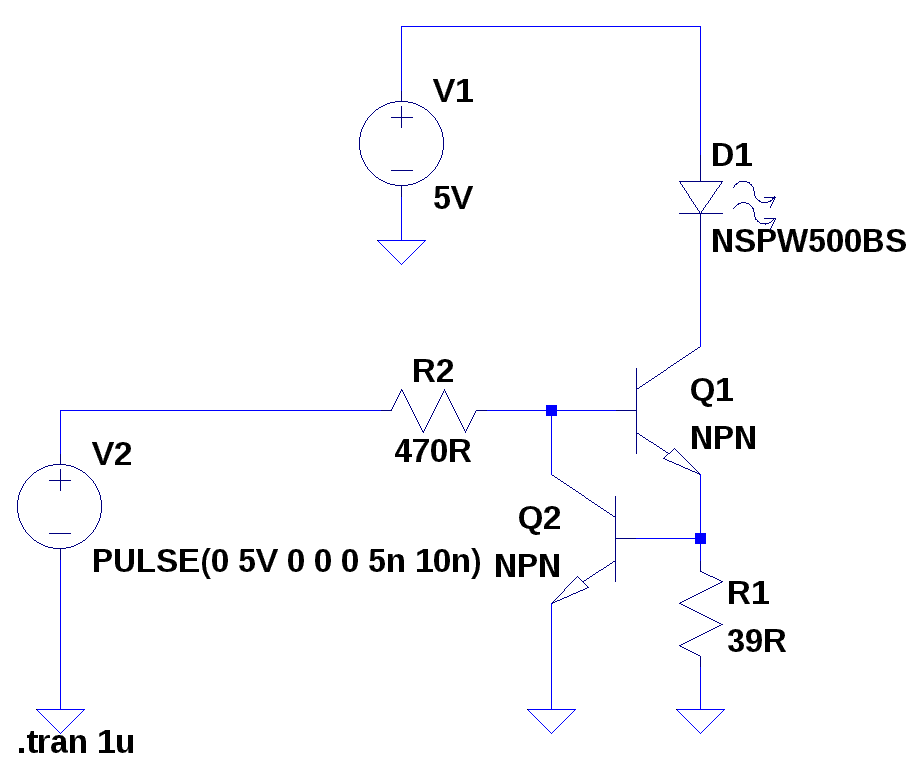 V1
5V
D1
NSPW500BS
R2
470R
Q1
NPN
V2
PULSE(0 5V 0 0 0 5n 10n)
Q2
NPN
R1
39R
.tran 1u